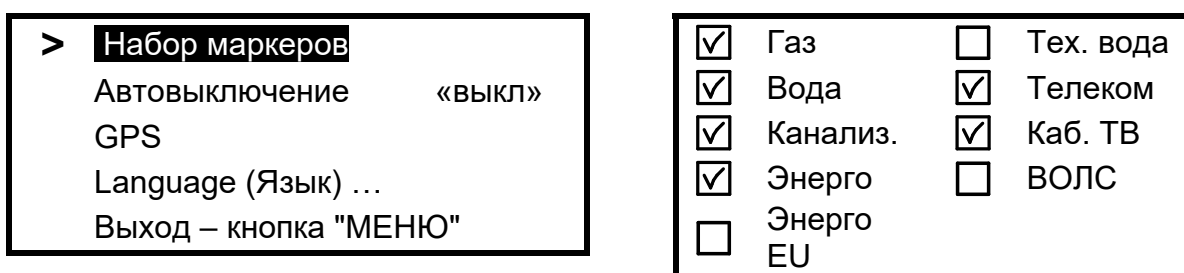 > Набор маркеров
Автовыключение «выкл»
GPS
Language (Язык) …
Выход – кнопка "МЕНЮ"
Газ Тех. вода
Вода Телеком
Канализ. Каб. ТВ
Энерго ВОЛС
Энерго
EU